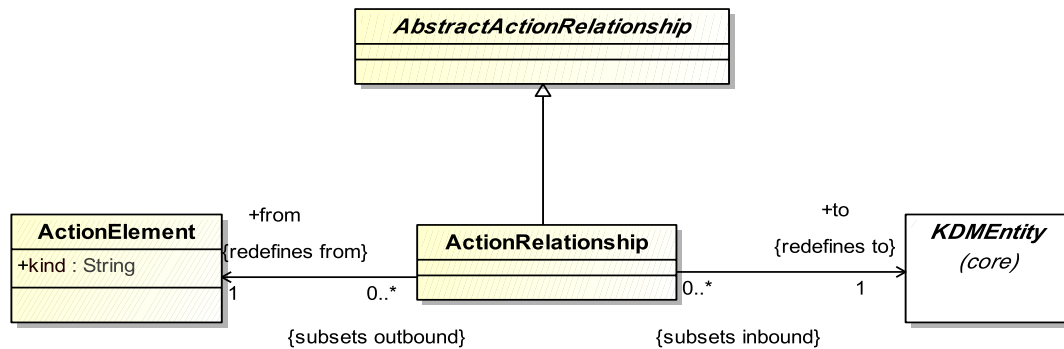 AbstractActionRelationship
ActionElement
+kind : String
+from
{redefines from}
1
0..*
{subsets outbound}
ActionRelationship
+to
{redefines to}
0..*
1
{subsets inbound}
KDMEntity
(core)